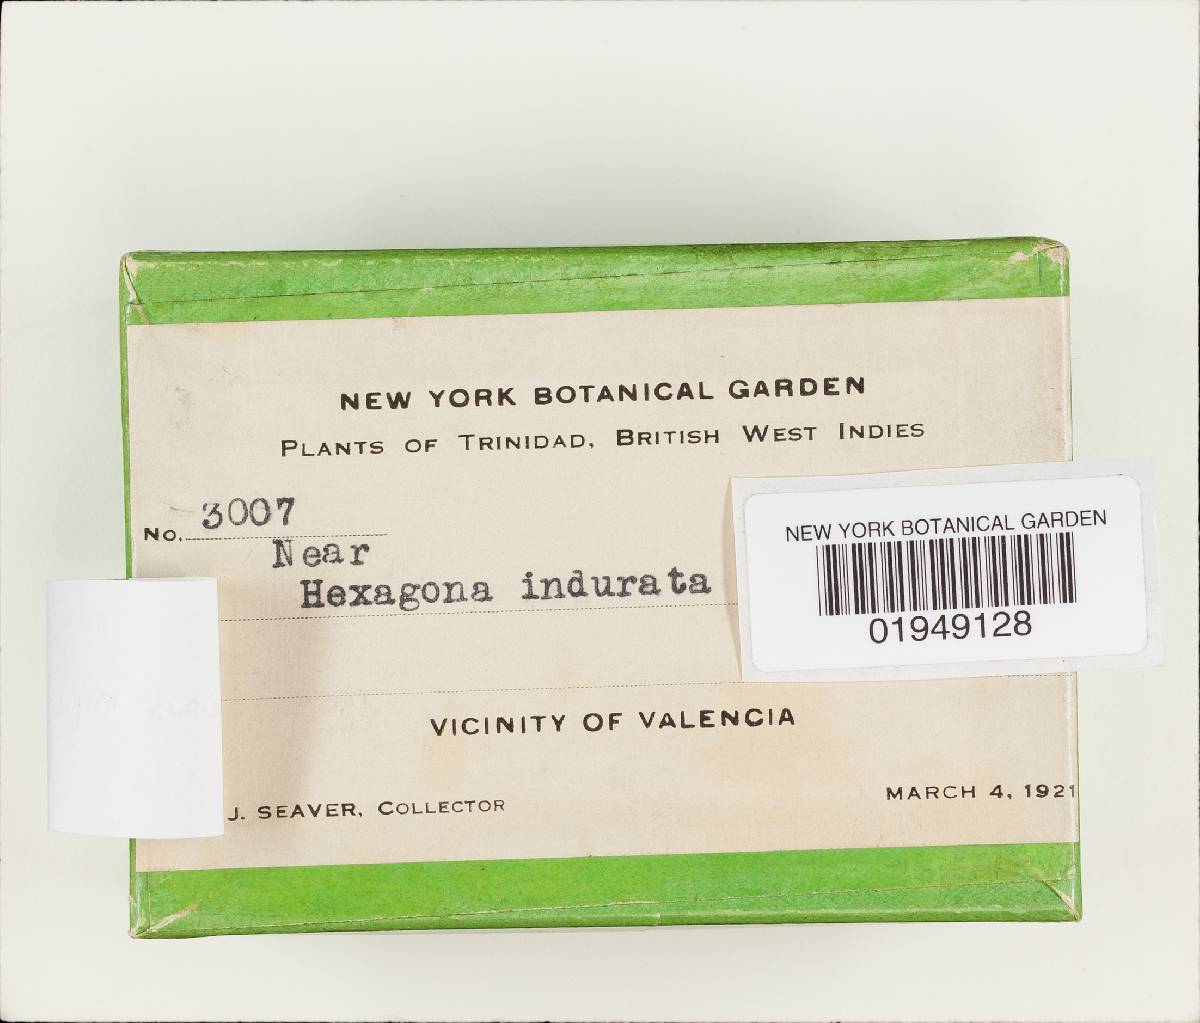 NEW YORK BOTANICAL GARDEN
PLANTS OF TRINIDAD, BRITISH WEST INDIES
No. 3007
Near
Hexagona indurata
NEW YORK BOTANICAL GARDEN
01949128
VICINITY OF VALENCIA
J. SEAVER, COLLECTOR
MARCH 4, 1921